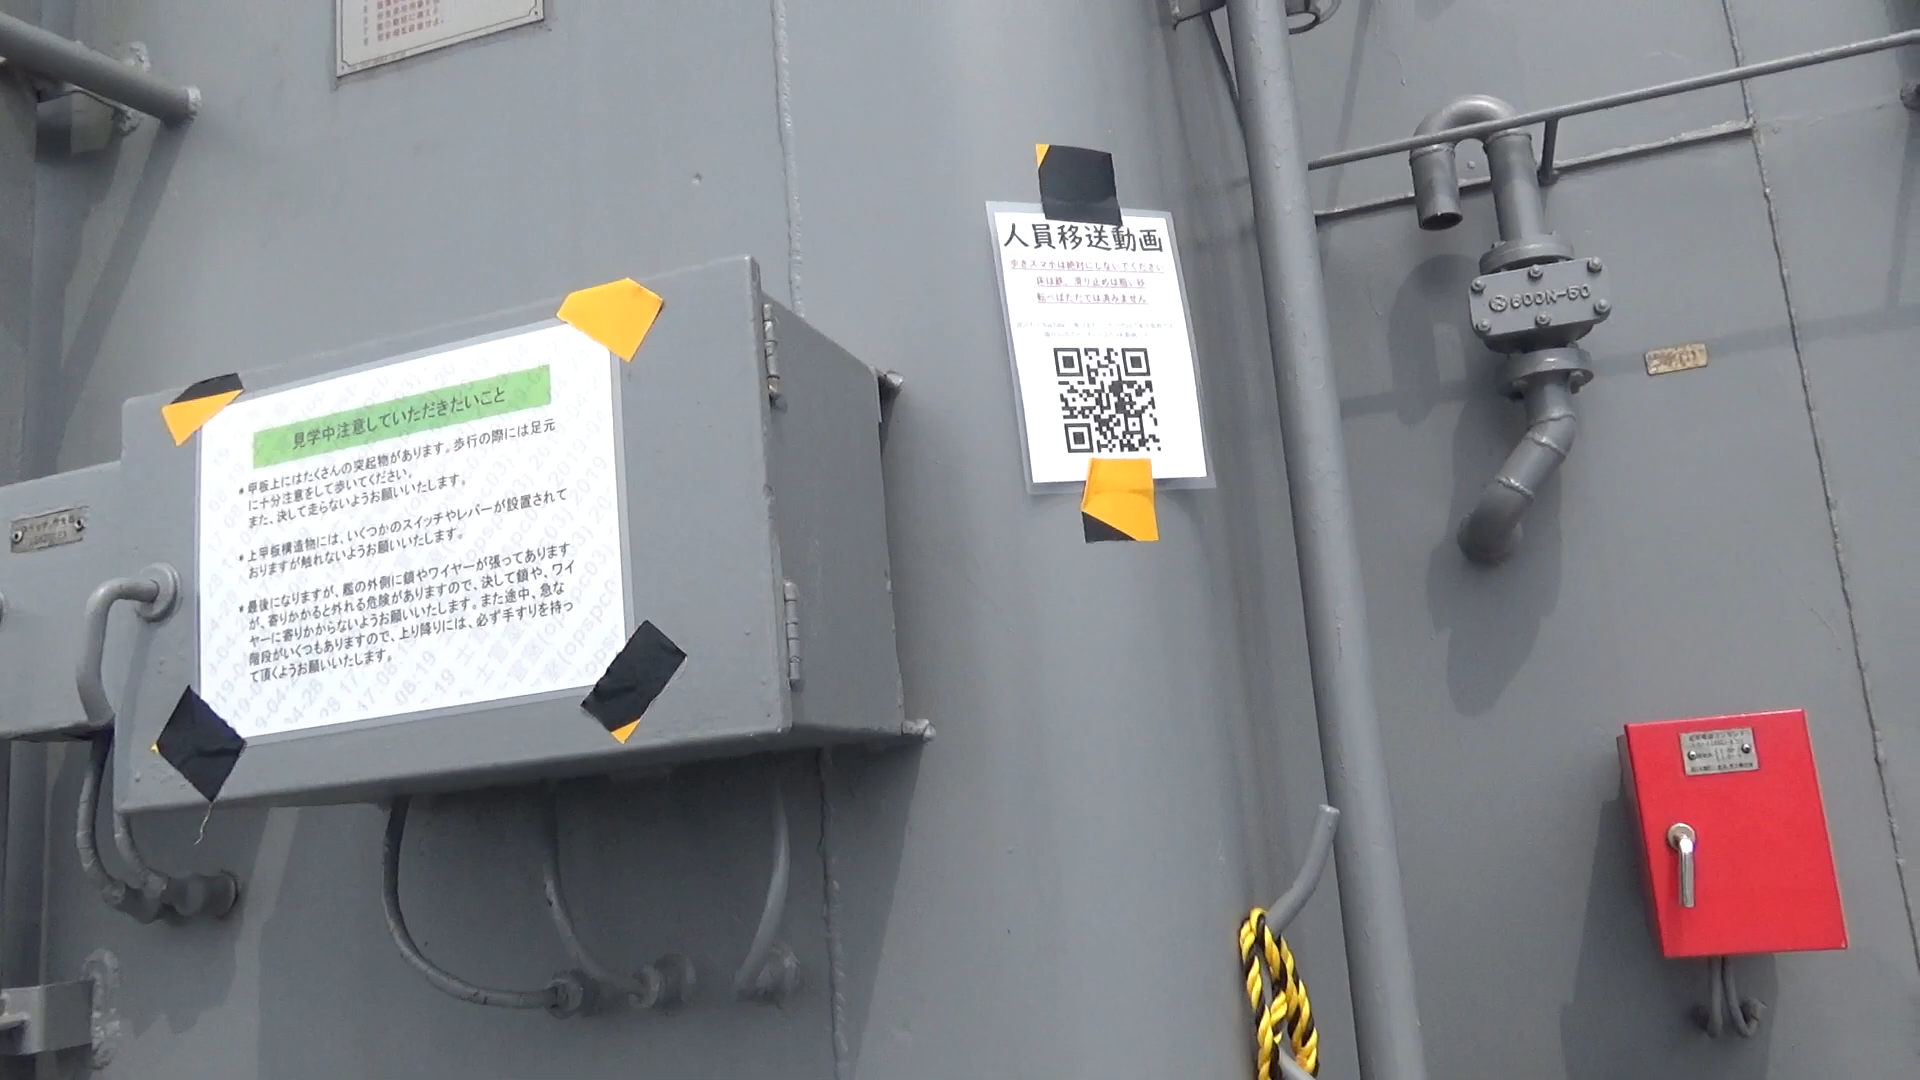 見学中注意していただきたいこと
* 甲板上にはたくさんの突起物があります。歩行の際には足元
に十分注意をして歩いてください。
また、決して走らないようお願いいたします。
* 上甲板構造物には、いくつかのスイッチやレバーが設置されて
おりますが触れないようお願いいたします。
* 最後になりますが、艦の外側に鎖やワイヤーが張ってあります
が、寄りかかると外れる危険がありますので、決して鎖や、ワイ
ヤーに寄りかからないようお願いいたします。また途中、急な
階段がいくつもありますので、上り降りには、必ず手すりを持っ
て頂くようお願いいたします。
人員移送動画
歩きスマホは絶対にしないでください
床は鉄、滑り止めは粗い砂
転べばただでは済みません
600N-50